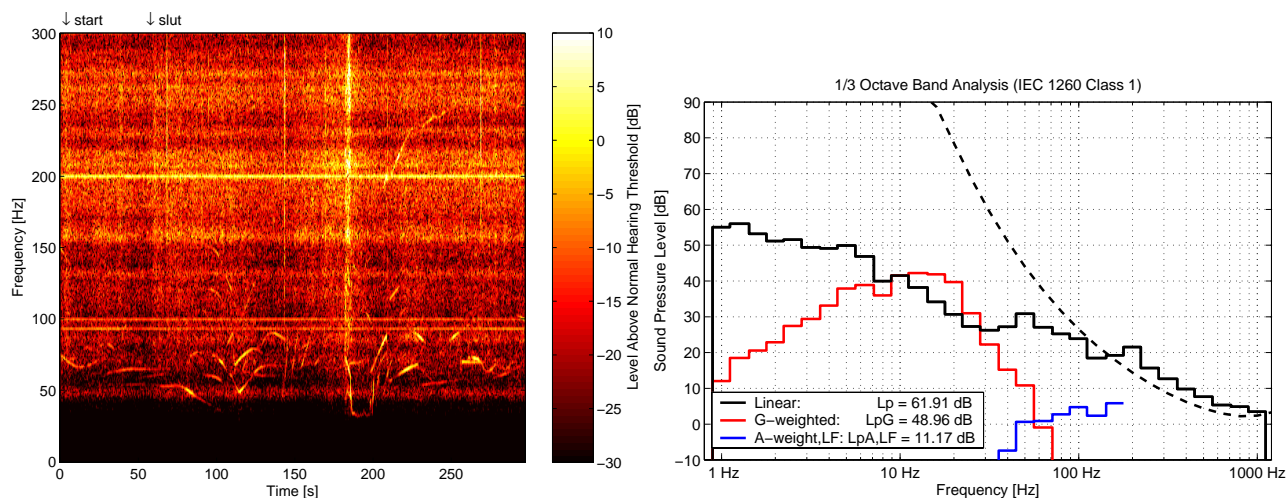 ↓ start ↓ slut
300
250
200
150
100
50
0
Frequency [Hz]
0 50 100 150 200 250
Time [s]
10
5
0
−5
−10
−15
−20
−25
−30
Level Above Normal Hearing Threshold [dB]
1/3 Octave Band Analysis (IEC 1260 Class 1)
90
80
70
60
50
40
30
20
10
0
−10
Sound Pressure Level [dB]
Linear: Lp = 61.91 dB
G−weighted: LpG = 48.96 dB
A−weight,LF: LpA,LF = 11.17 dB
1 Hz 10 Hz 100 Hz 1000 Hz
Frequency [Hz]